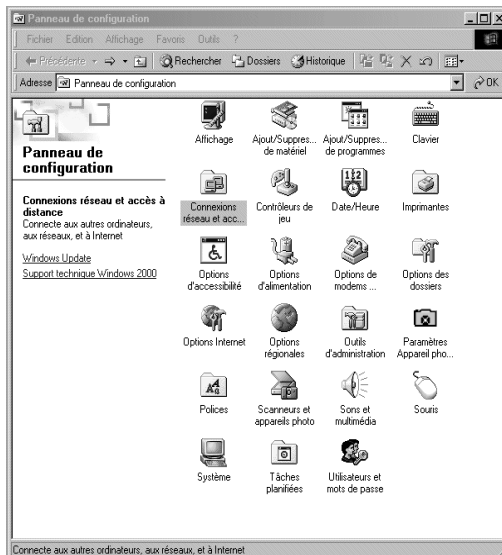 Panneau de configuration
Fichier Edition Affichage Favoris Outils ?
Précédente Rechercher Dossiers Historique
Adresse Panneau de configuration OK
Panneau de
configuration
Connexions réseau et accès à
distance
Connecte aux autres ordinateurs,
aux réseaux, et à Internet
Windows Update
Support technique Windows 2000
Affichage
Ajout/Suppres...
de matériel
Ajout/Suppres...
de programmes
Clavier
Connexions
réseau et acc...
Contrôleurs de
jeu
Date/Heure
Imprimantes
Options
d'accessibilité
Options
d'alimentation
Options de
modems ...
Options des
dossiers
Options Internet
Options
régionales
Outils
d'administration
Paramètres
Appareil pho...
Polices
Scanneurs et
appareils photo
Sons et
multimédia
Souris
Système
Tâches
planifiées
Utilisateurs et
mots de passe
Connecte aux autres ordinateurs, aux réseaux, et à Internet